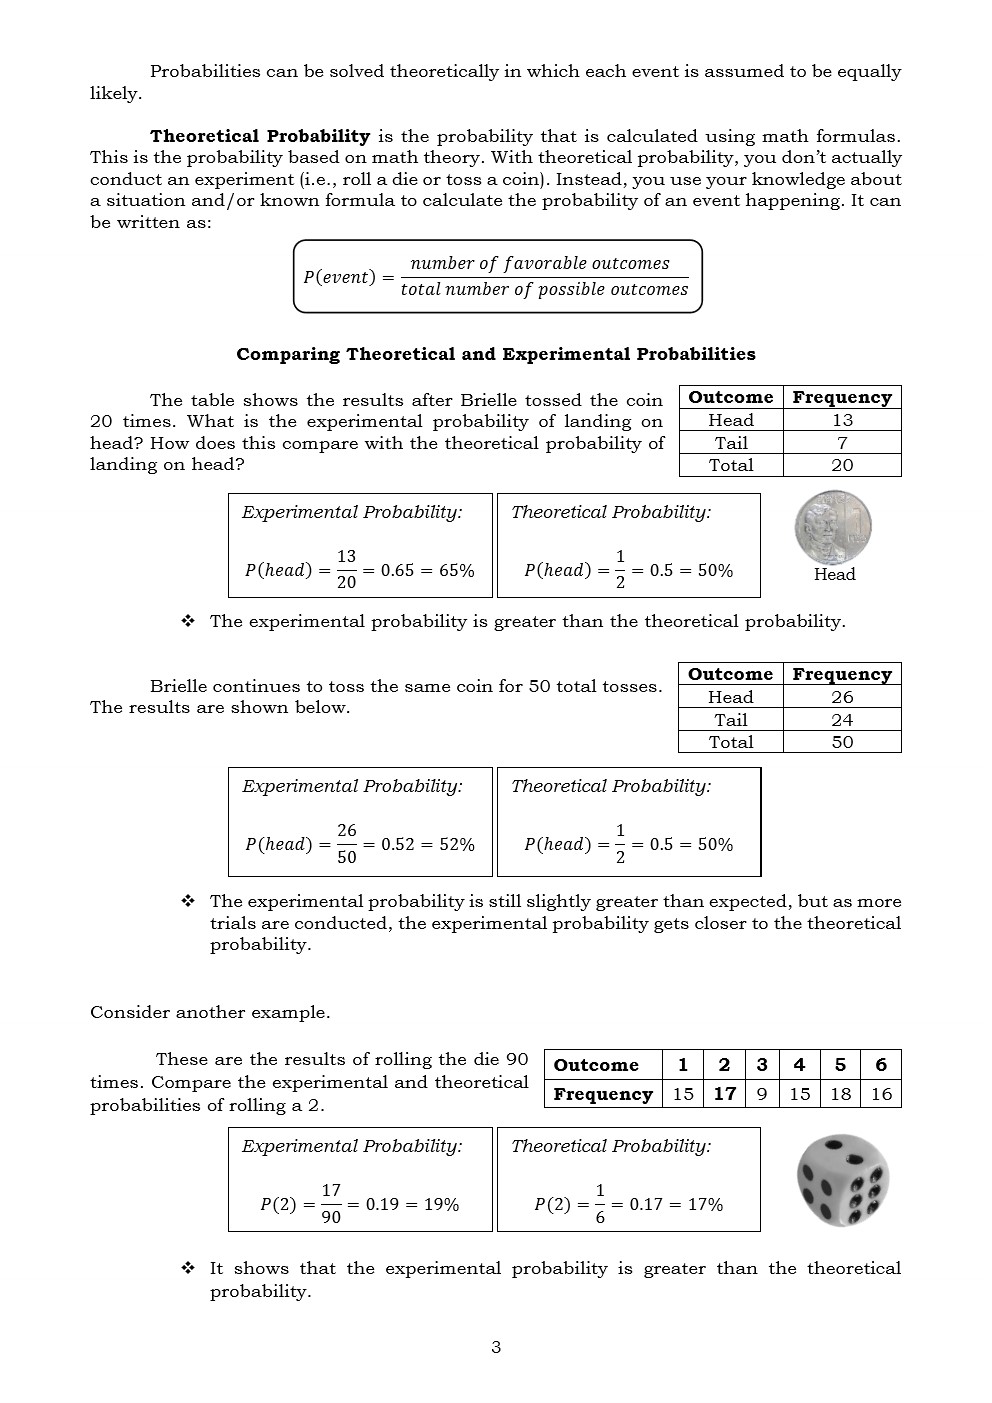 Probabilities can be solved theoretically in which each event is assumed to be equally
likely.
Theoretical Probability is the probability that is calculated using math formulas.
This is the probability based on math theory. With theoretical probability, you don't actually
conduct an experiment (i.e., roll a die or toss a coin). Instead, you use your knowledge about
a situation and/or known formula to calculate the probability of an event happening. It can
be written as:
P(event) = number of favorable outcomes / total number of possible outcomes
Comparing Theoretical and Experimental Probabilities
The table shows the results after Brielle tossed the coin
20 times. What is the experimental probability of landing on
head? How does this compare with the theoretical probability of
landing on head?
Outcome Frequency
Head 13
Tail 7
Total 20
Experimental Probability:
P(head) = 13/20 = 0.65 = 65%
Theoretical Probability:
P(head) = 1/2 = 0.5 = 50%
Head
❖ The experimental probability is greater than the theoretical probability.
Brielle continues to toss the same coin for 50 total tosses.
The results are shown below.
Outcome Frequency
Head 26
Tail 24
Total 50
Experimental Probability:
P(head) = 26/50 = 0.52 = 52%
Theoretical Probability:
P(head) = 1/2 = 0.5 = 50%
❖ The experimental probability is still slightly greater than expected, but as more
trials are conducted, the experimental probability gets closer to the theoretical
probability.
Consider another example.
These are the results of rolling the die 90
times. Compare the experimental and theoretical
probabilities of rolling a 2.
Outcome 1 2 3 4 5 6
Frequency 15 17 9 15 18 16
Experimental Probability:
P(2) = 17/90 = 0.19 = 19%
Theoretical Probability:
P(2) = 1/6 = 0.17 = 17%
❖ It shows that the experimental probability is greater than the theoretical
probability.
3